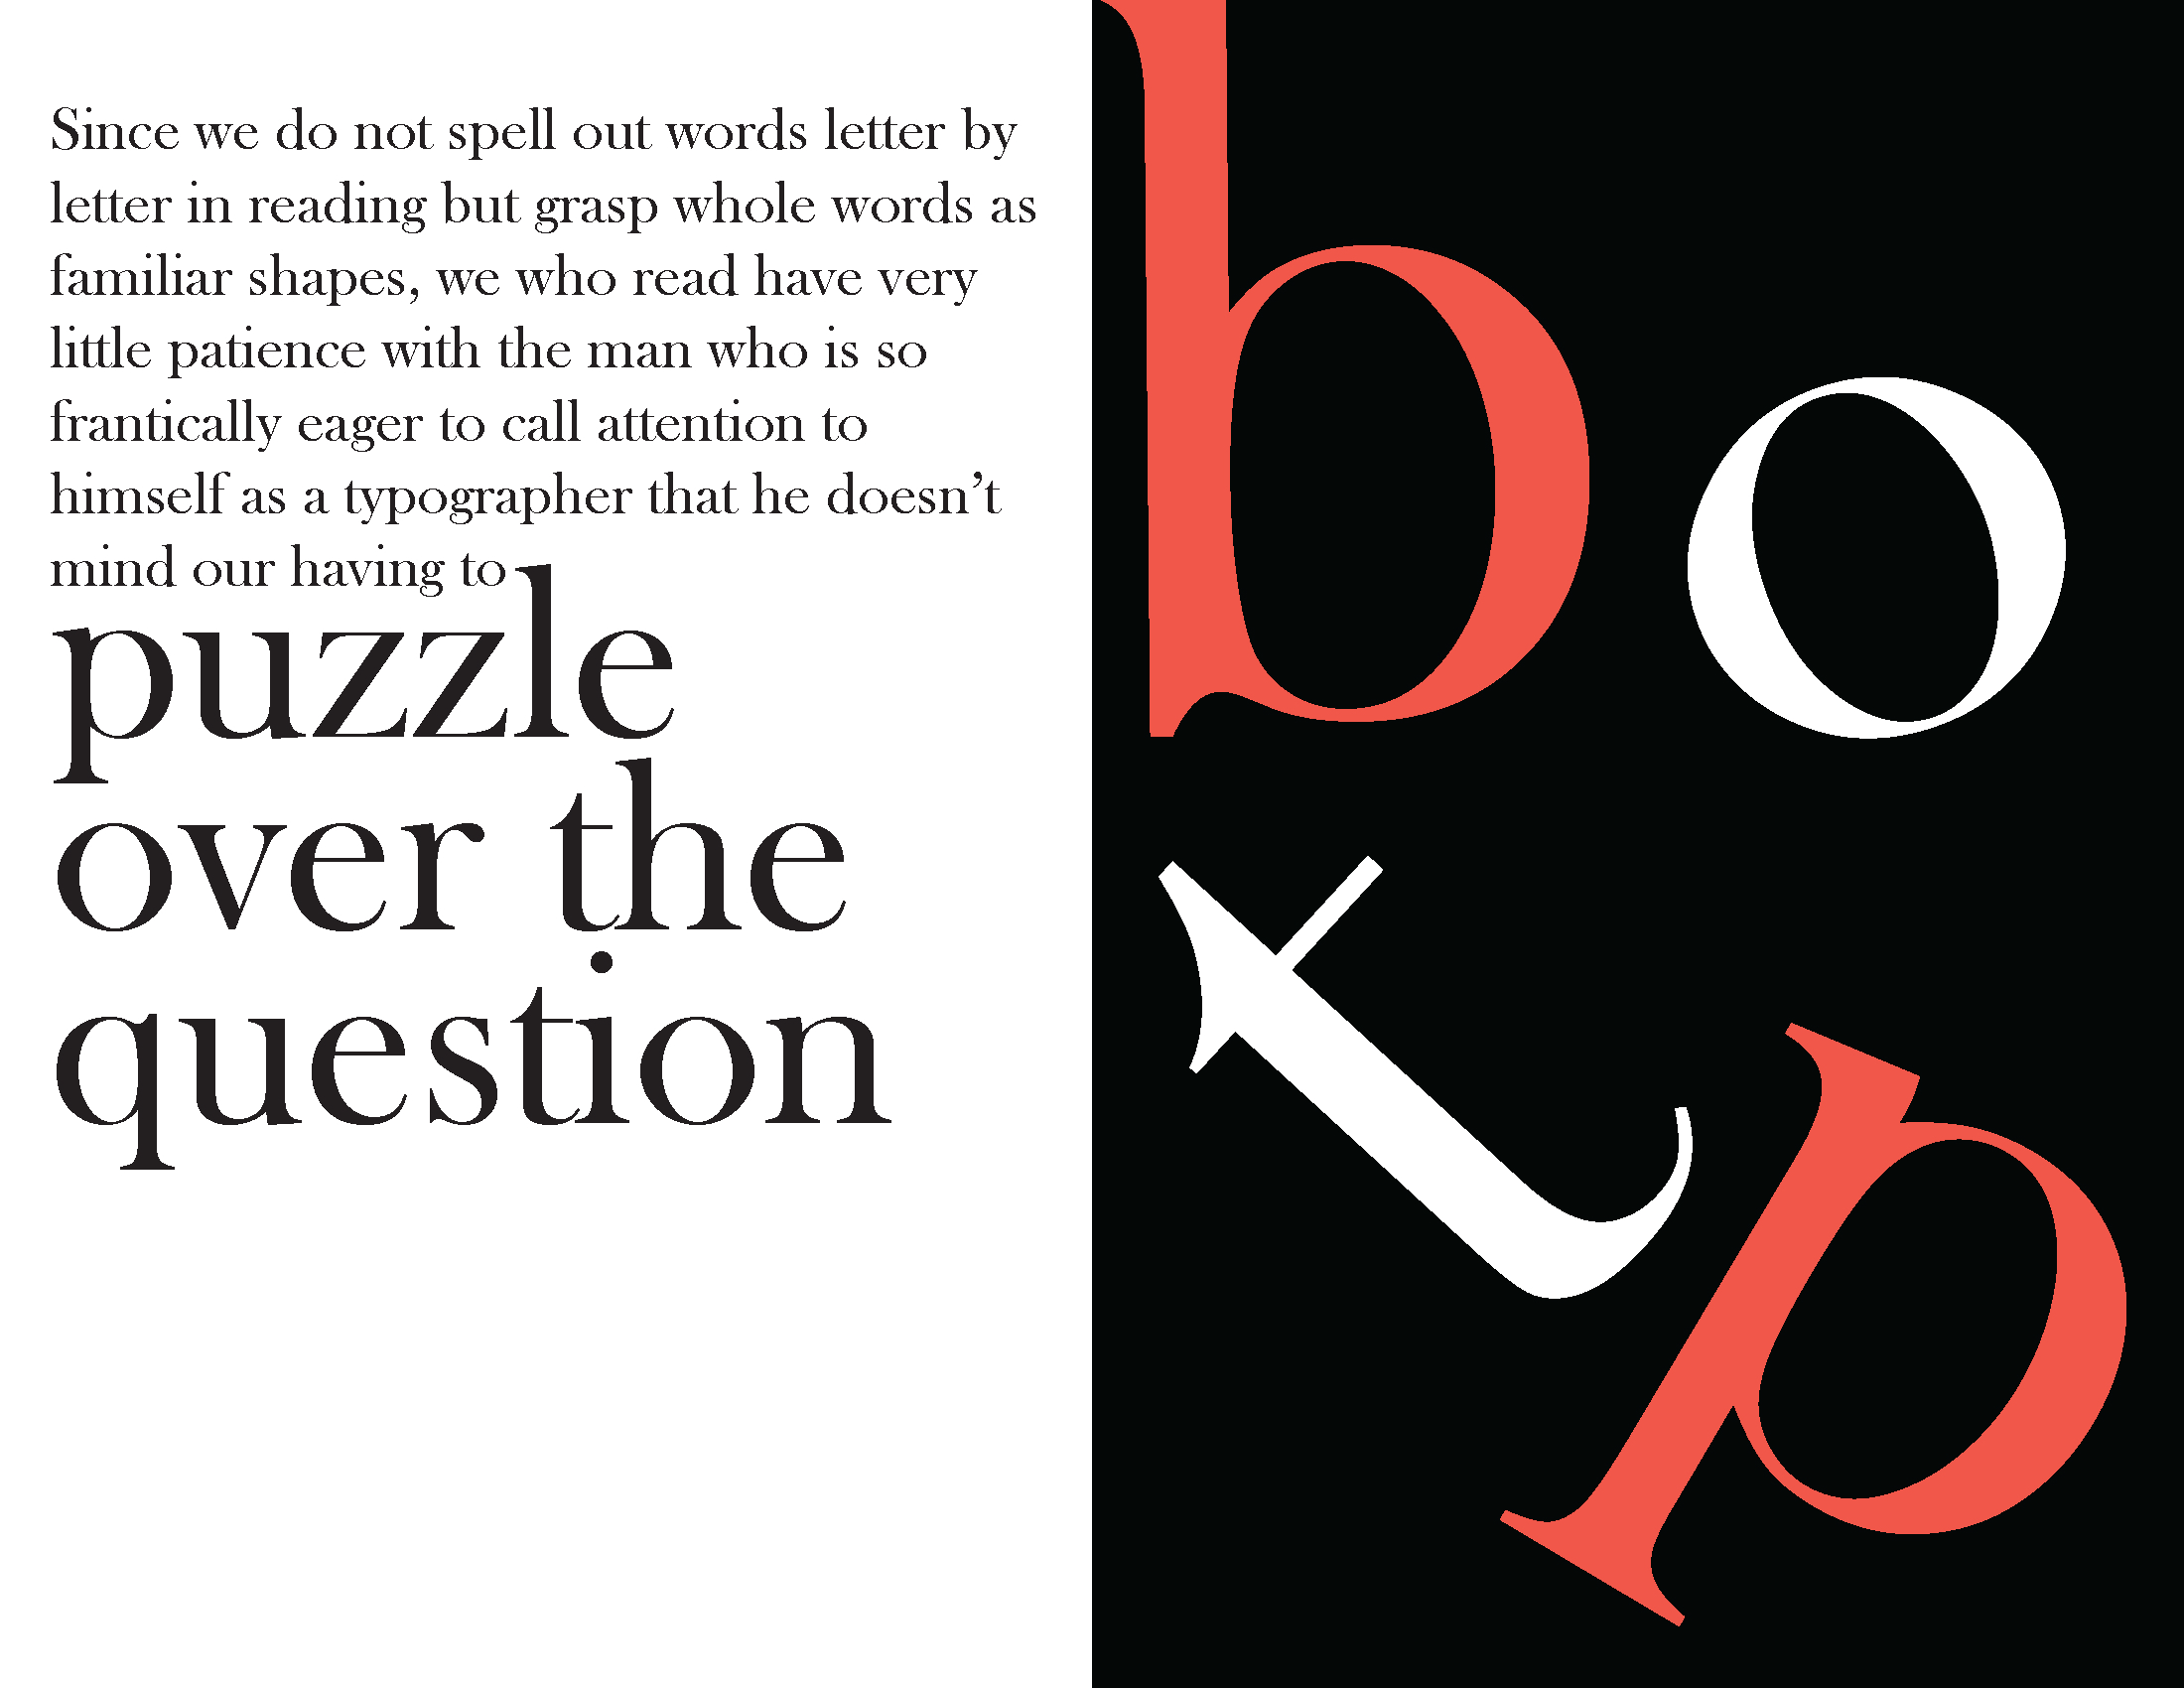 Since we do not spell out words letter by
letter in reading but grasp whole words as
familiar shapes, we who read have very
little patience with the man who is so
frantically eager to call attention to
himself as a typographer that he doesn’t
mind our having to
puzzle
over the
question
b o
t
p